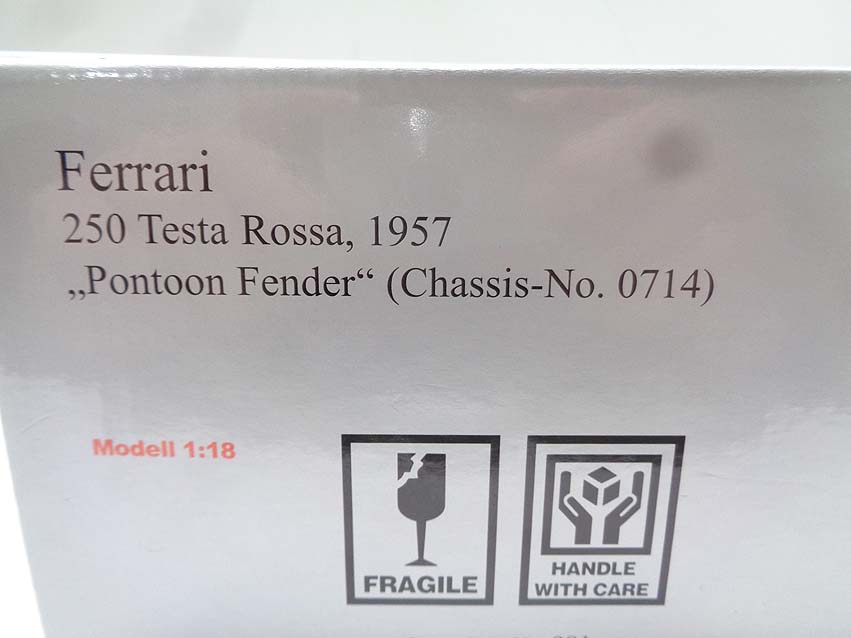 Ferrari
250 Testa Rossa, 1957
„Pontoon Fender“ (Chassis-No. 0714)
Modell 1:18
FRAGILE
HANDLE
WITH CARE